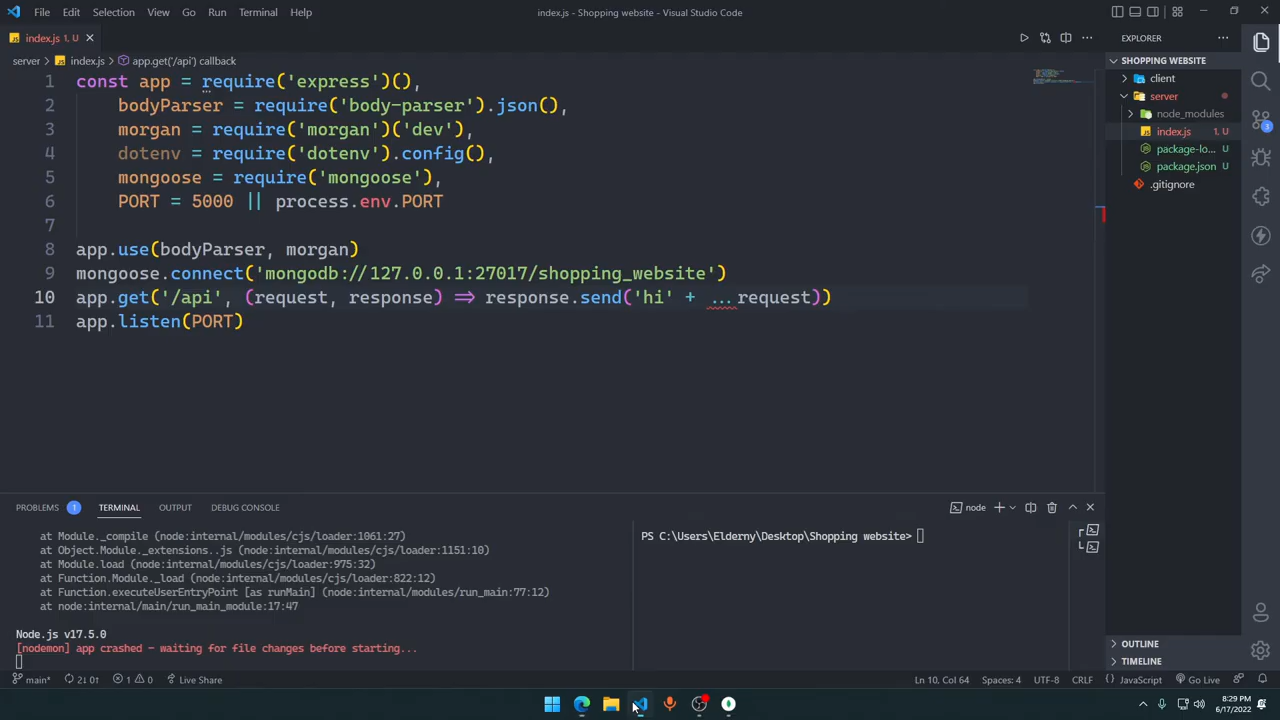 File Edit Selection View Go Run Terminal Help
index.js - Shopping website - Visual Studio Code
index.js 1, U
EXPLORER
server > index.js > app.get('/api') callback
SHOPPING WEBSITE
client
server
node_modules
index.js 1, U
package-lo... U
package.json U
.gitignore
3
1 const app = require('express')(),
2 bodyParser = require('body-parser').json(),
3 morgan = require('morgan')('dev'),
4 dotenv = require('dotenv').config(),
5 mongoose = require('mongoose'),
6 PORT = 5000 || process.env.PORT
7
8 app.use(bodyParser, morgan)
9 mongoose.connect('mongodb://127.0.0.1:27017/shopping_website')
10 app.get('/api', (request, response) => response.send('hi' + ...request))
11 app.listen(PORT)
PROBLEMS 1 TERMINAL OUTPUT DEBUG CONSOLE
node
at Module._compile (node:internal/modules/cjs/loader:1061:27)
at Object.Module._extensions..js (node:internal/modules/cjs/loader:1151:10)
at Module.load (node:internal/modules/cjs/loader:975:32)
at Function.Module._load (node:internal/modules/cjs/loader:822:12)
at Function.executeUserEntryPoint [as runMain] (node:internal/modules/run_main:77:12)
at node:internal/main/run_main_module:17:47
Node.js v17.5.0
[nodemon] app crashed - waiting for file changes before starting...
PS C:\Users\Elderny\Desktop\Shopping website>
OUTLINE
TIMELINE
main* 2↓ 0↑ 1 0 Live Share
Ln 10, Col 64 Spaces: 4 UTF-8 CRLF JavaScript Go Live
8:29 PM
6/17/2022